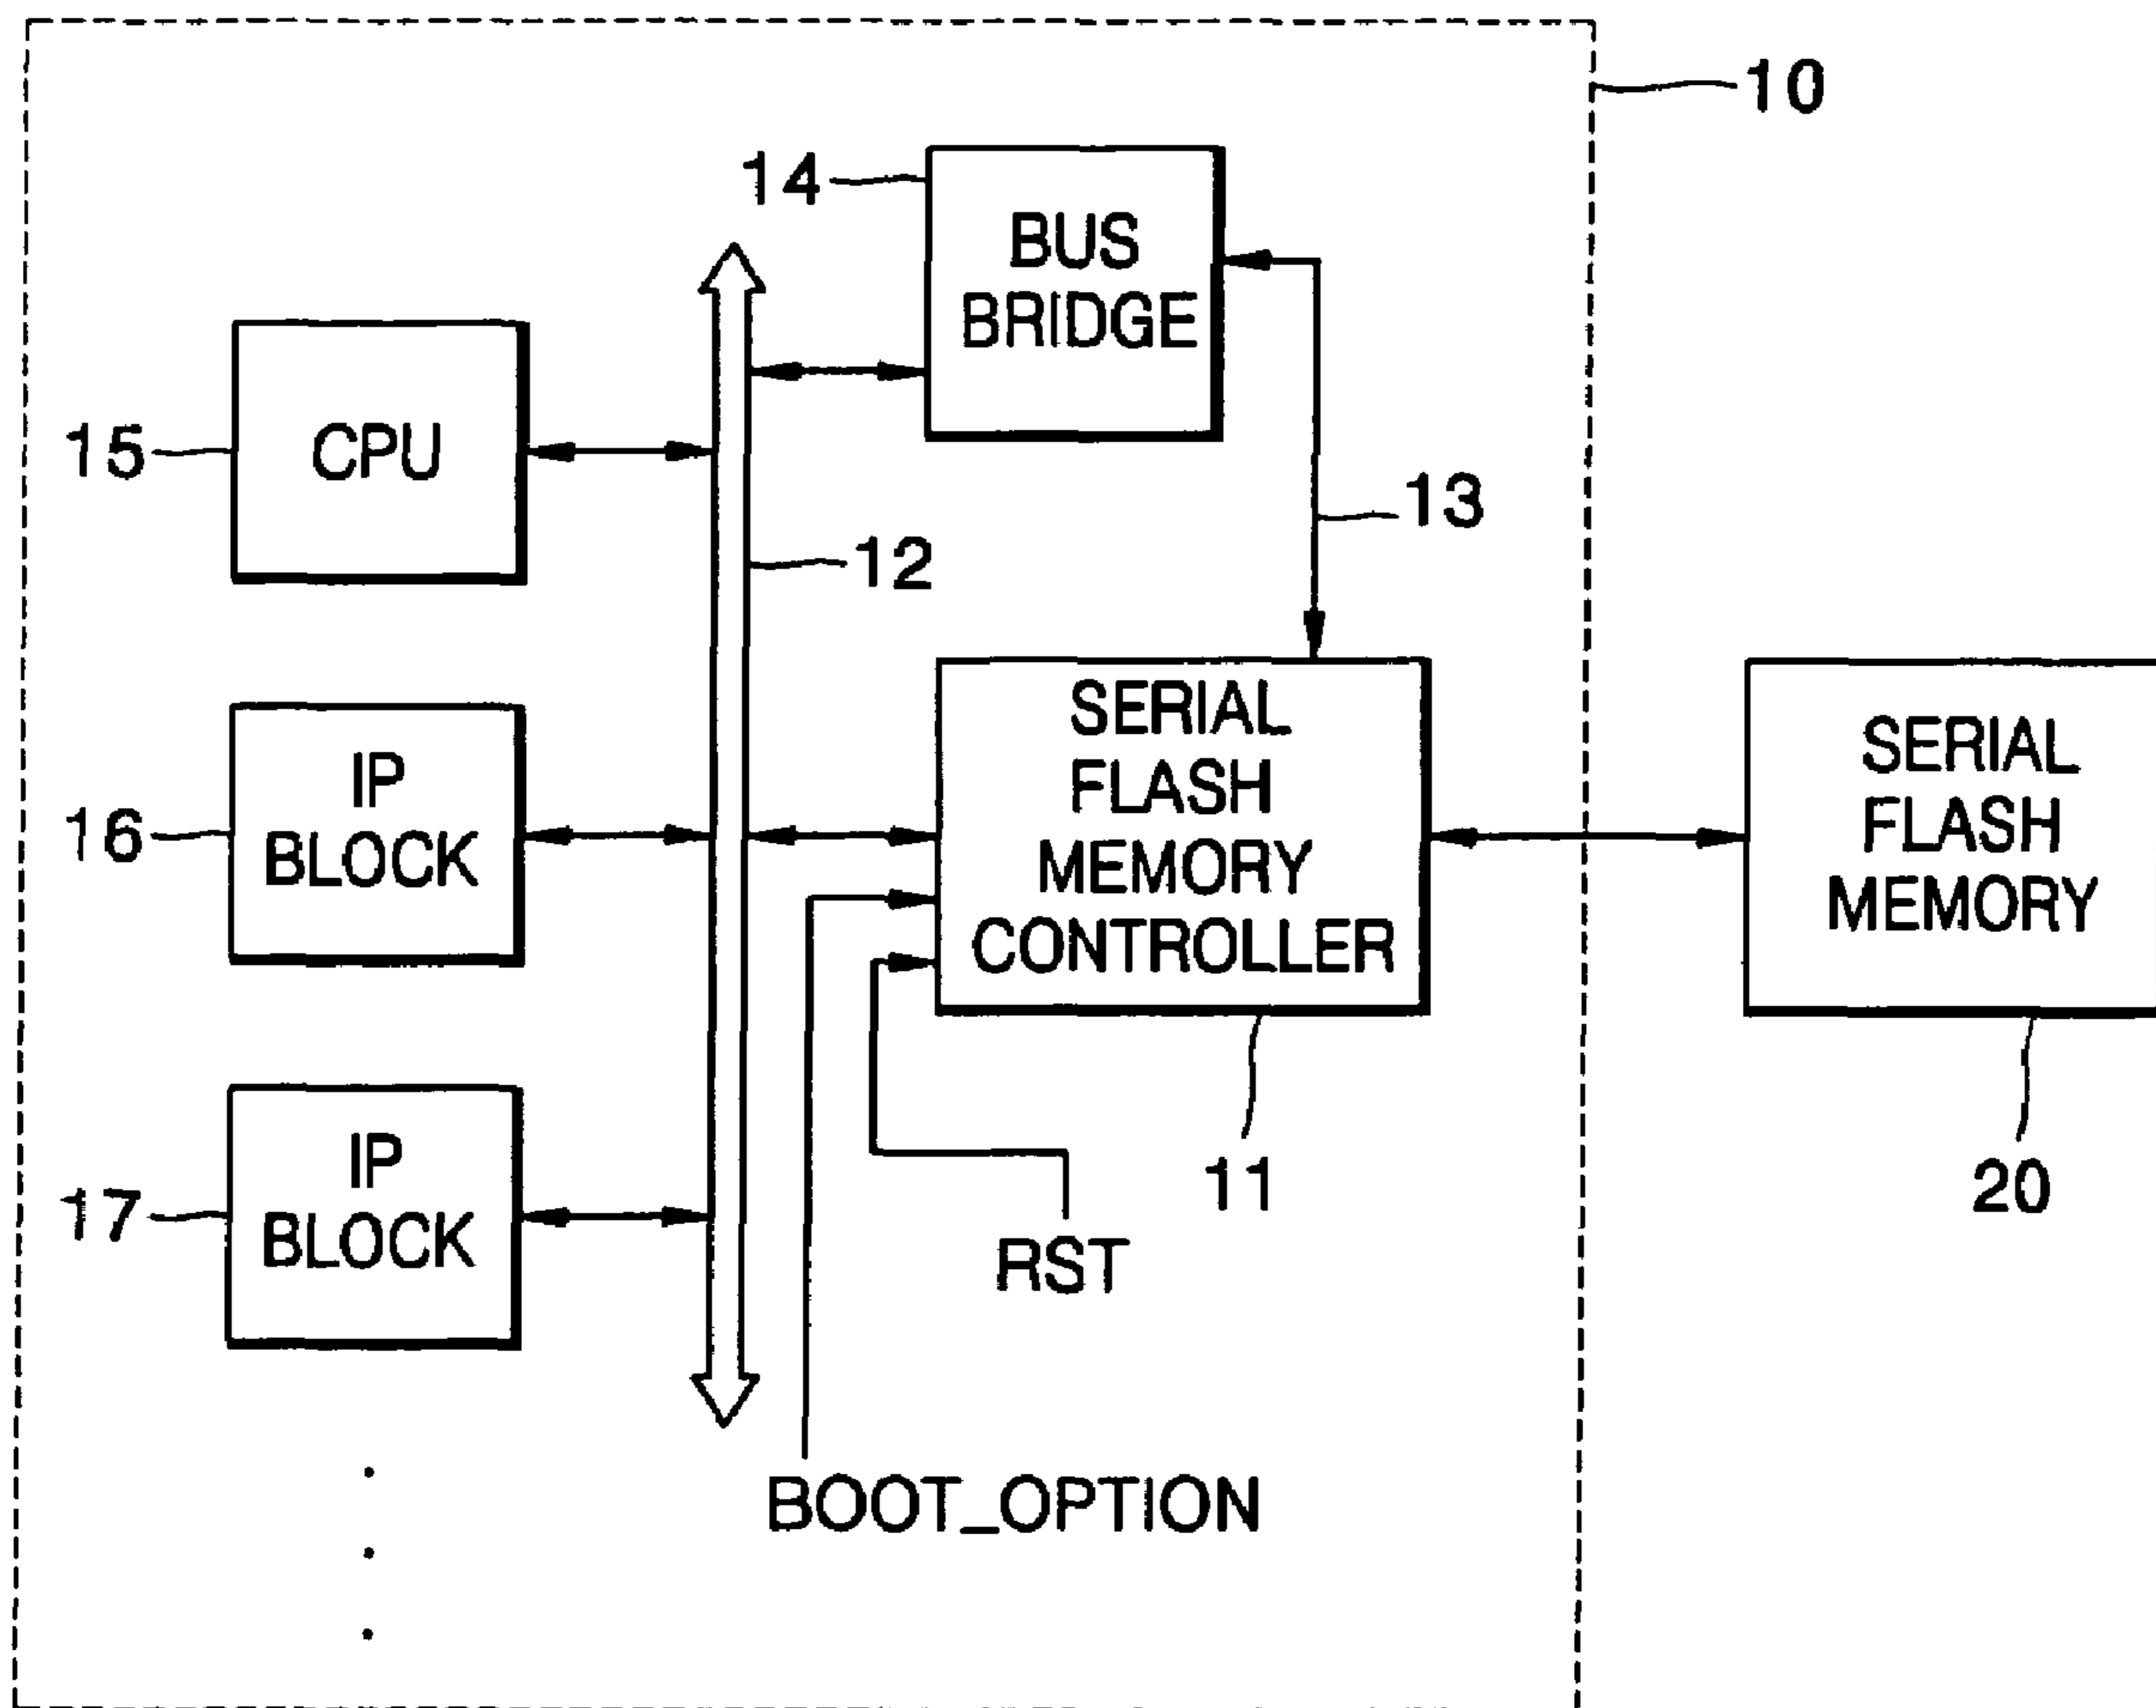 10
14
BUS
BRIDGE
15
CPU
13
12
SERIAL
FLASH
MEMORY
CONTROLLER
SERIAL
FLASH
MEMORY
16
IP
BLOCK
11
20
17
IP
BLOCK
RST
BOOT_OPTION